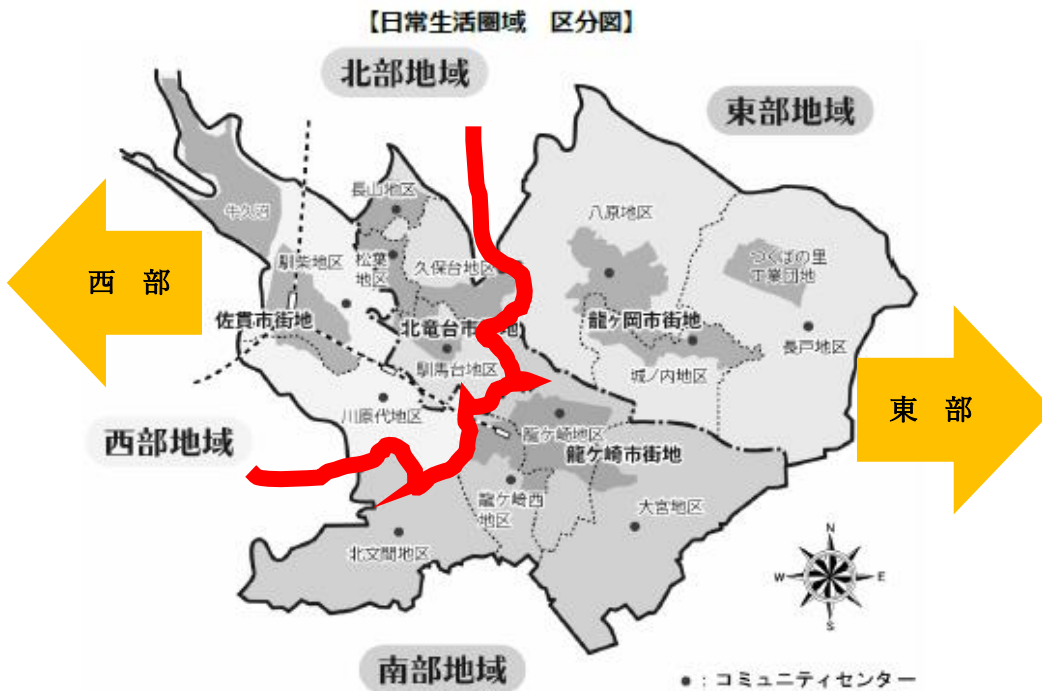 【日常生活圏域 区分図】
北部地域
東部地域
長山地区
八原地区
牛久沼
馴柴地区
松葉
地区
久保台地区
つくばの里
工業団地
西 部
佐貫市街地
北竜台市
地
龍ヶ岡市街地
長戸地区
馴馬台地区
城ノ内地区
東 部
川原代地区
龍ケ崎地区
西部地域
龍ケ崎市街地
龍ケ崎西
地区
大宮地区
北文間地区
N
W
E
S
南部地域
●：コミュニティセンター